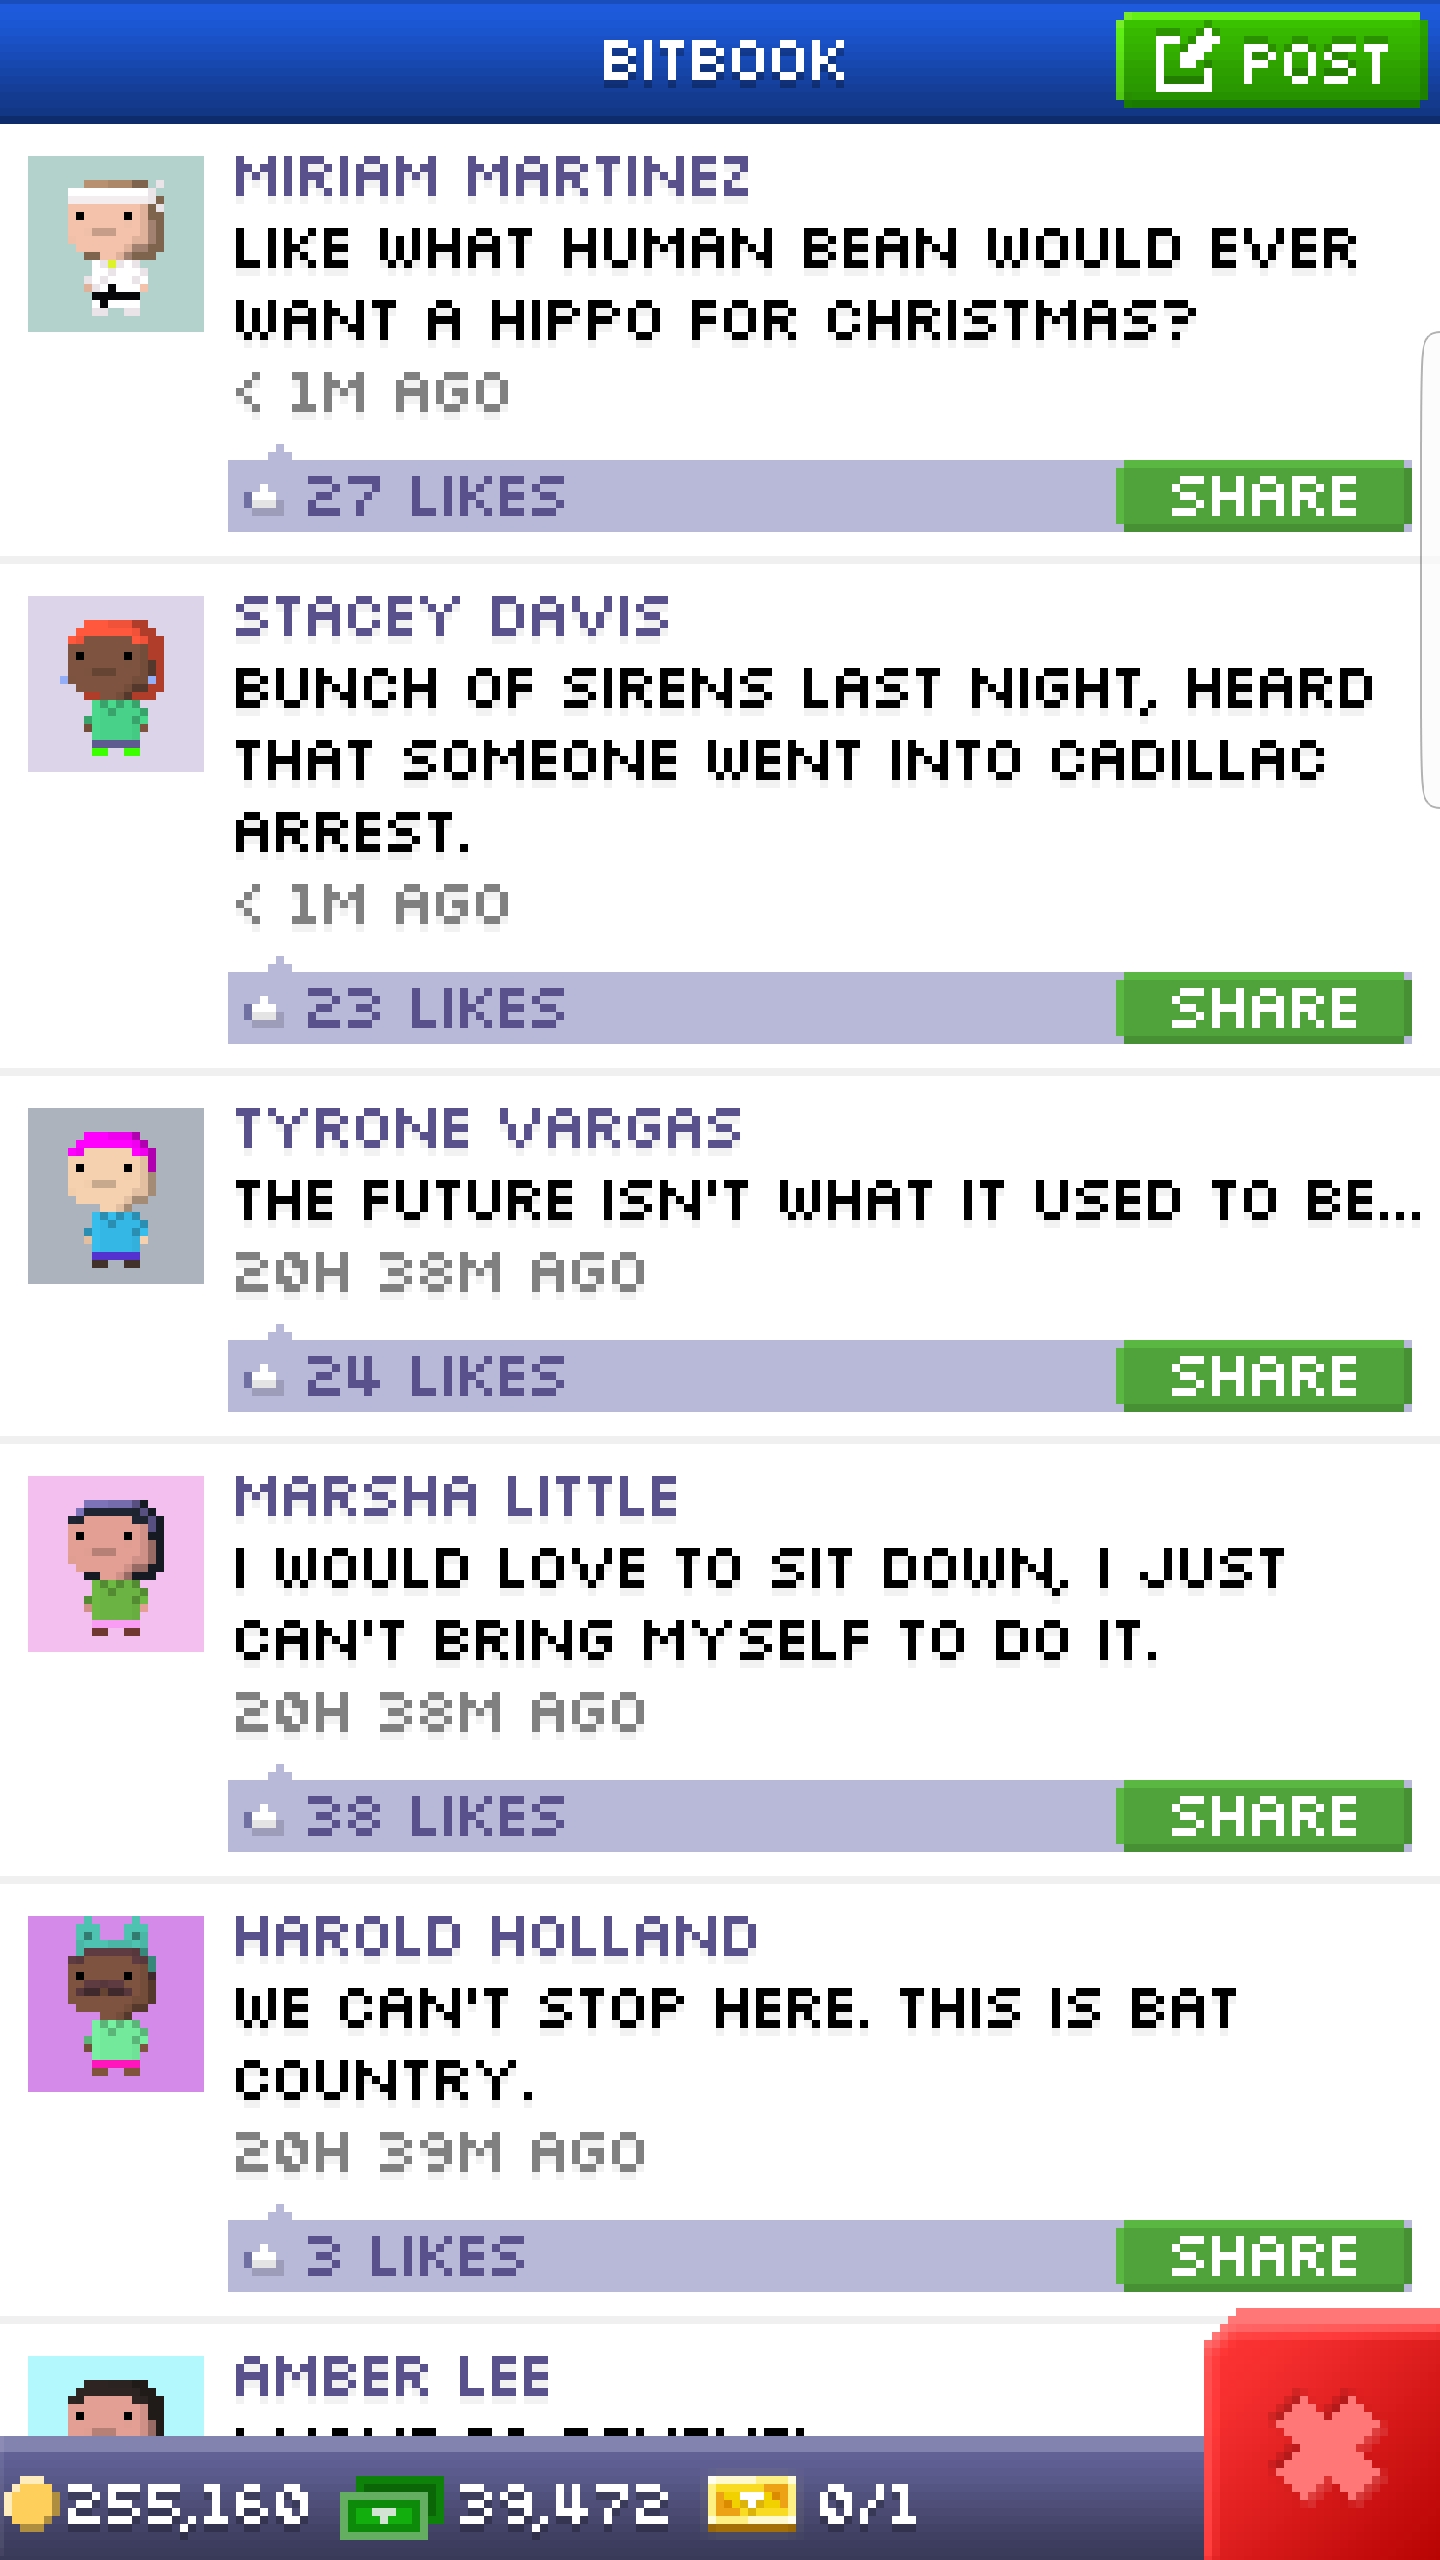 BITBOOK
POST
MIRIAM MARTINEZ
LIKE WHAT HUMAN BEAN WOULD EVER
WANT A HIPPO FOR CHRISTMAS?
< 1M AGO
27 LIKES
SHARE
STACEY DAVIS
BUNCH OF SIRENS LAST NIGHT, HEARD
THAT SOMEONE WENT INTO CADILLAC
ARREST.
< 1M AGO
23 LIKES
SHARE
TYRONE VARGAS
THE FUTURE ISN'T WHAT IT USED TO BE...
20H 38M AGO
24 LIKES
SHARE
MARSHA LITTLE
I WOULD LOVE TO SIT DOWN, I JUST
CAN'T BRING MYSELF TO DO IT.
20H 38M AGO
38 LIKES
SHARE
HAROLD HOLLAND
WE CAN'T STOP HERE. THIS IS BAT
COUNTRY.
20H 39M AGO
3 LIKES
SHARE
AMBER LEE
255,160
39,472
0/1